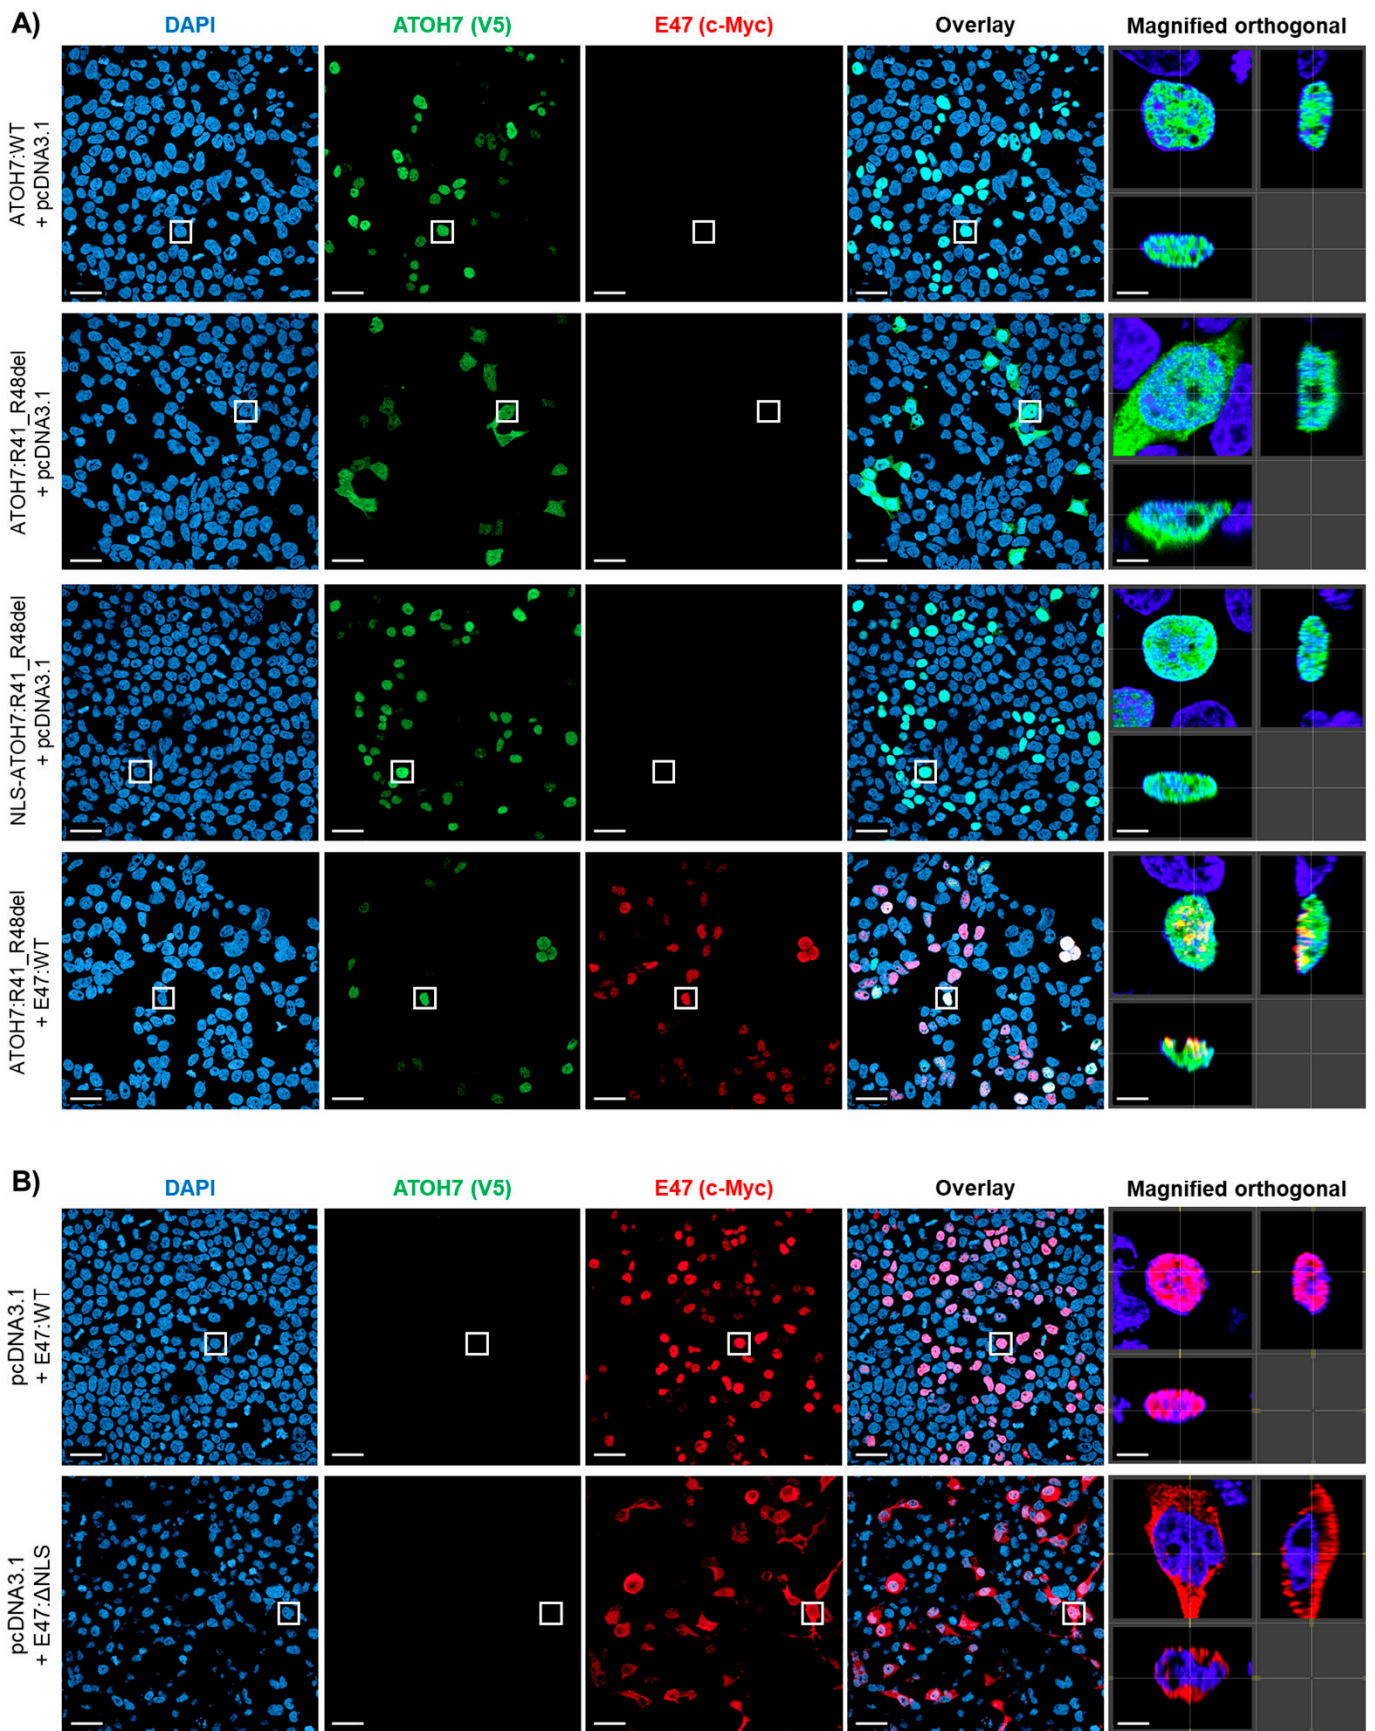 A)
DAPI
ATOH7 (V5)
E47 (c-Myc)
Overlay
Magnified orthogonal
ATOH7:WT
+ pcDNA3.1
ATOH7:R41_R48del
+ pcDNA3.1
NLS-ATOH7:R41_R48del
+ pcDNA3.1
ATOH7:R41_R48del
+ E47:WT
B)
DAPI
ATOH7 (V5)
E47 (c-Myc)
Overlay
Magnified orthogonal
pcDNA3.1
+ E47:WT
pcDNA3.1
+ E47:ΔNLS